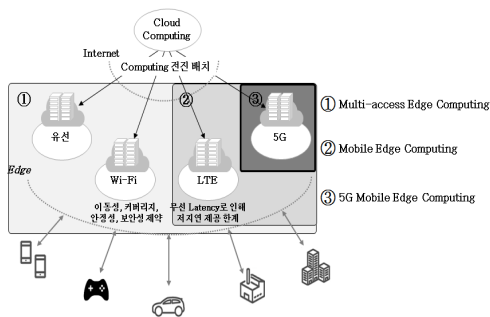 Cloud
Computing
Internet
Computing 전진 배치
①
②
③
유선
5G
Wi-Fi
LTE
Edge
이동성, 커버리지,
안정성, 보안성 제약
무선 Latency로 인해
저지연 제공 한계
① Multi-access Edge Computing
② Mobile Edge Computing
③ 5G Mobile Edge Computing